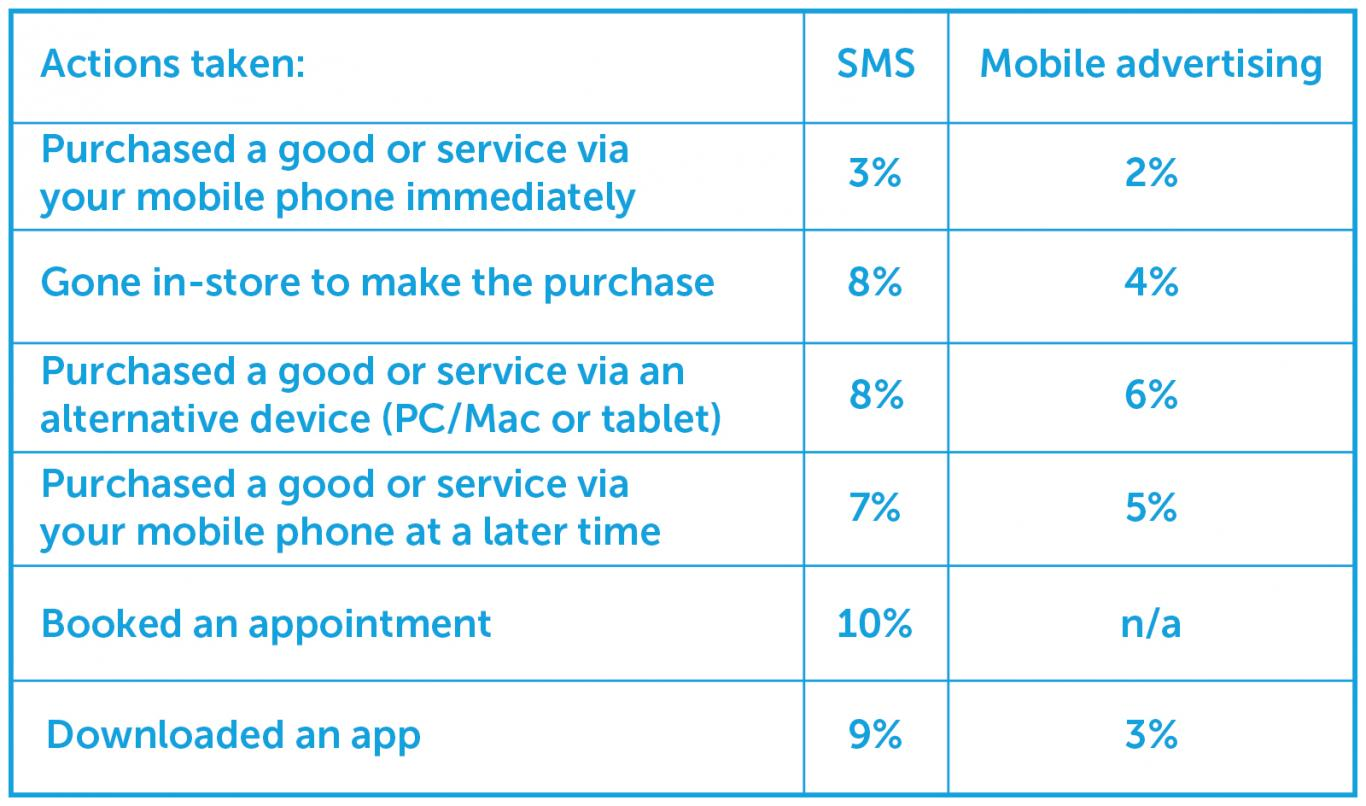 Actions taken: SMS Mobile advertising
Purchased a good or service via
your mobile phone immediately 3% 2%
Gone in-store to make the purchase 8% 4%
Purchased a good or service via an
alternative device (PC/Mac or tablet) 8% 6%
Purchased a good or service via
your mobile phone at a later time 7% 5%
Booked an appointment 10% n/a
Downloaded an app 9% 3%